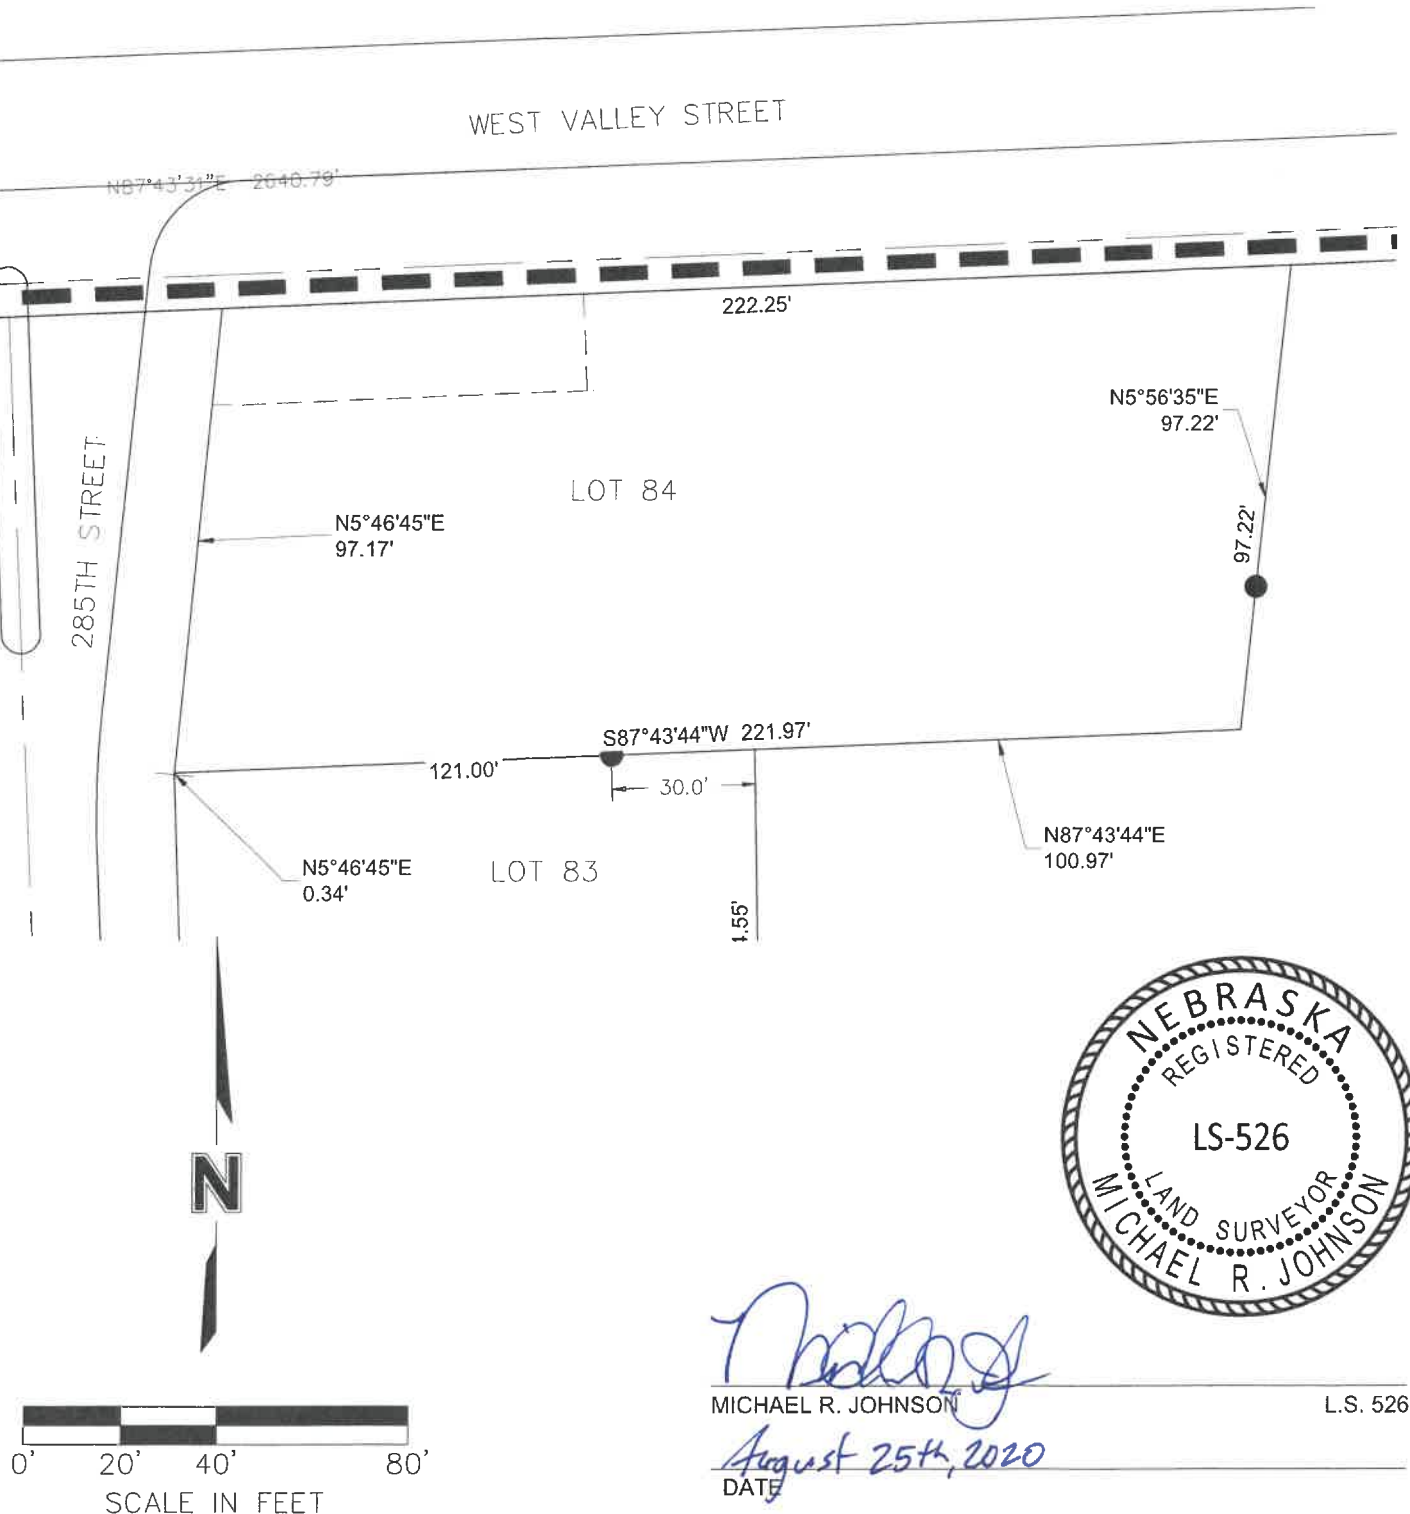 WEST VALLEY STREET
N87°43'31"E 2640.79'
222.25'
N5°56'35"E
97.22'
285TH STREET
LOT 84
N5°46'45"E
97.17'
97.22'
S87°43'44"W 221.97'
121.00'
30.0'
N87°43'44"E
100.97'
N5°46'45"E
0.34'
LOT 83
.55'
NEBRASKA
REGISTERED
LS-526
LAND SURVEYOR
MICHAEL R. JOHNSON
N
MICHAEL R. JOHNSON L.S. 526
August 25th, 2020
DATE
0' 20' 40' 80'
SCALE IN FEET